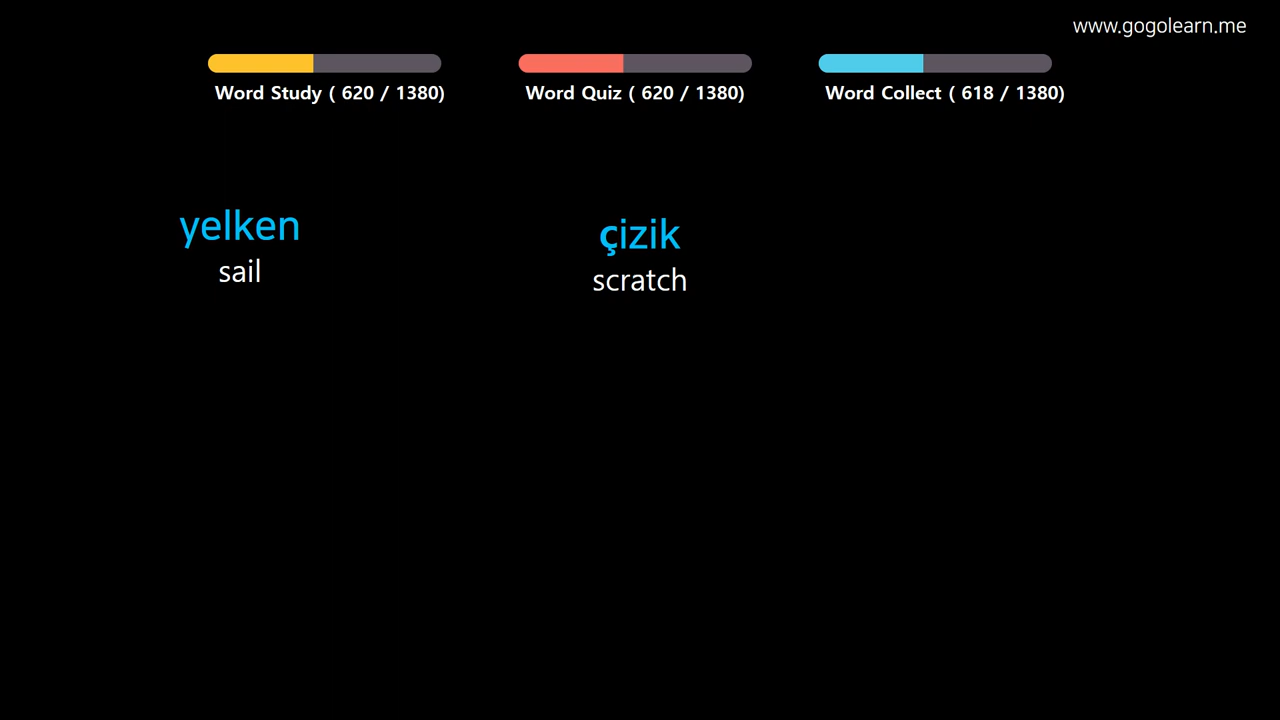 www.gogolearn.me
Word Study ( 620 / 1380)
Word Quiz ( 620 / 1380)
Word Collect ( 618 / 1380)
yelken
sail
çizik
scratch